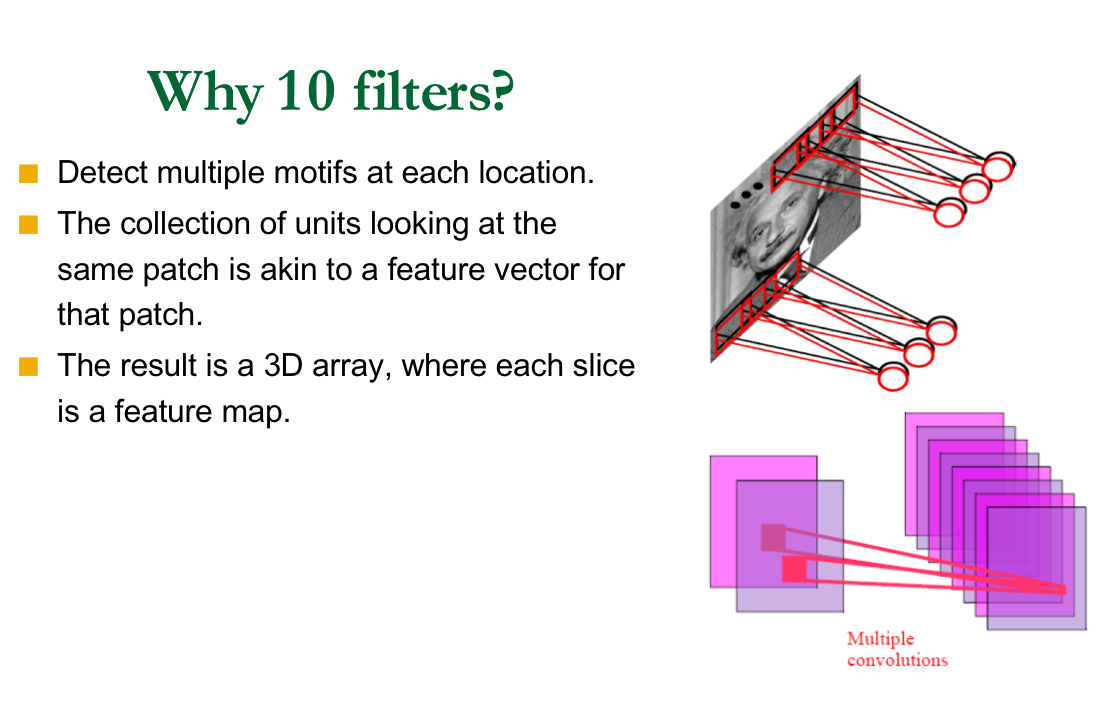 Why 10 filters?
Detect multiple motifs at each location.
The collection of units looking at the
same patch is akin to a feature vector for
that patch.
The result is a 3D array, where each slice
is a feature map.
Multiple
convolutions